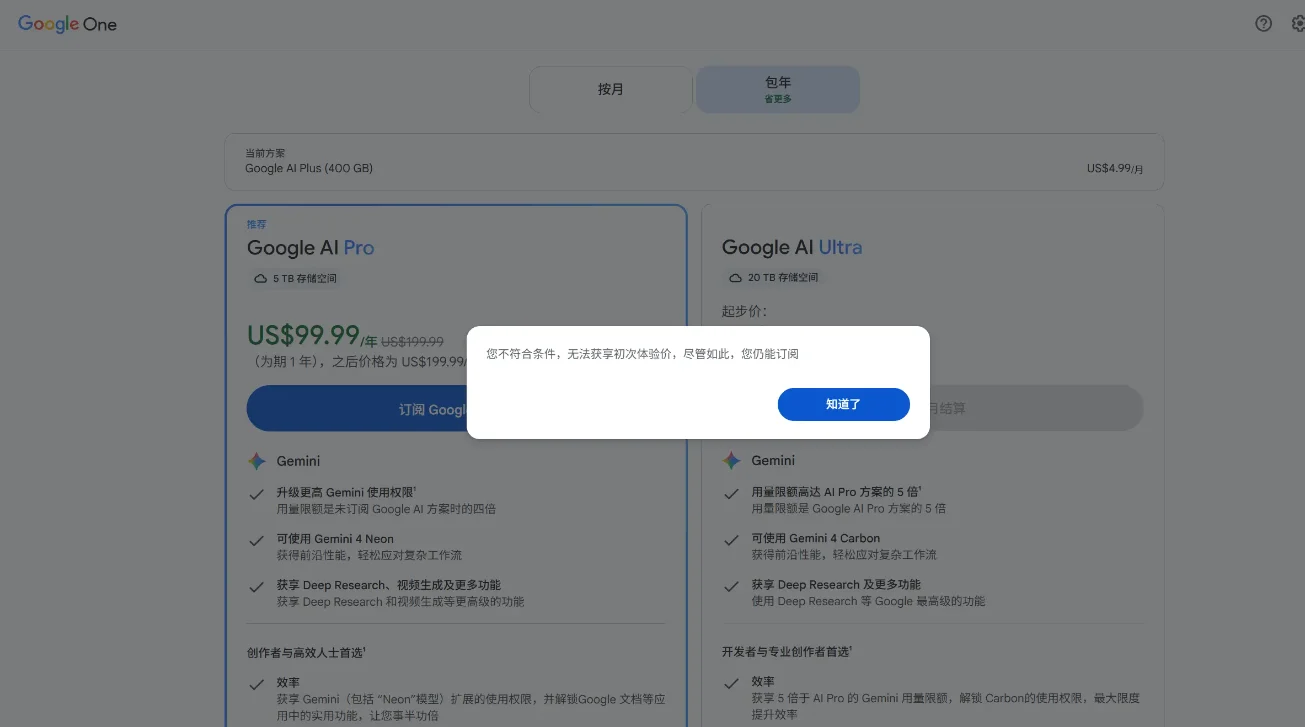 Google One
按月
包年
省更多
当前方案
Google AI Plus (400 GB)
US$4.99/月
推荐
Google AI Pro
5 TB 存储空间
US$99.99/年 US$199.99
（为期 1 年），之后价格为 US$199.99/
订阅 Googl
Gemini
升级更高 Gemini 使用权限¹
用量限额是未订阅 Google AI 方案时的四倍
可使用 Gemini 4 Neon
获得前沿性能，轻松应对复杂工作流
获享 Deep Research、视频生成及更多功能
获享 Deep Research 和视频生成等更高级的功能
创作者与高效人士首选¹
效率
获享 Gemini（包括 “Neon”模型）扩展的使用权限，并解锁Google 文档等应
用中的实用功能，让您事半功倍
Google AI Ultra
20 TB 存储空间
起步价：
月结算
Gemini
用量限额高达 AI Pro 方案的 5 倍¹
用量限额是 Google AI Pro 方案的 5 倍
可使用 Gemini 4 Carbon
获得前沿性能，轻松应对复杂工作流
获享 Deep Research 及更多功能
使用 Deep Research 等 Google 最高级的功能
开发者与专业创作者首选¹
效率
获享 5 倍于 AI Pro 的 Gemini 用量限额，解锁 Carbon的使用权限，最大限度
提升效率
您不符合条件，无法获享初次体验价，尽管如此，您仍能订阅
知道了